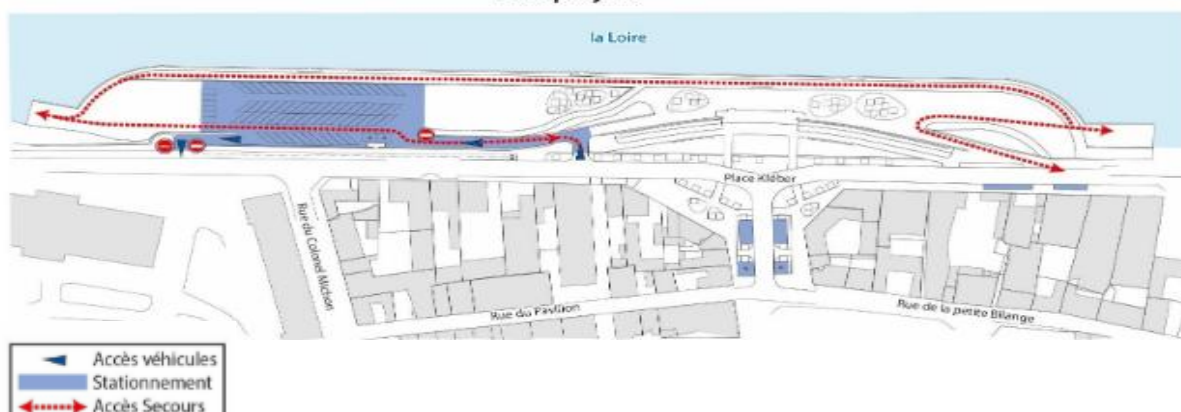 la Loire
Place Kléber
Rue du Colonel Michon
Rue du Pavillon
Rue de la petite Bilange
Accès véhicules
Stationnement
Accès Secours